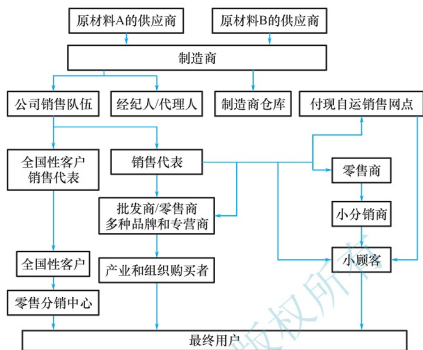 原材料A的供应商
原材料B的供应商
制造商
公司销售队伍
经纪人/代理人
制造商仓库
付现自运销售网点
全国性客户
销售代表
销售代表
零售商
批发商/零售商
多种品牌和专营商
小分销商
全国性客户
产业和组织购买者
小顾客
零售分销中心
最终用户
版权所有